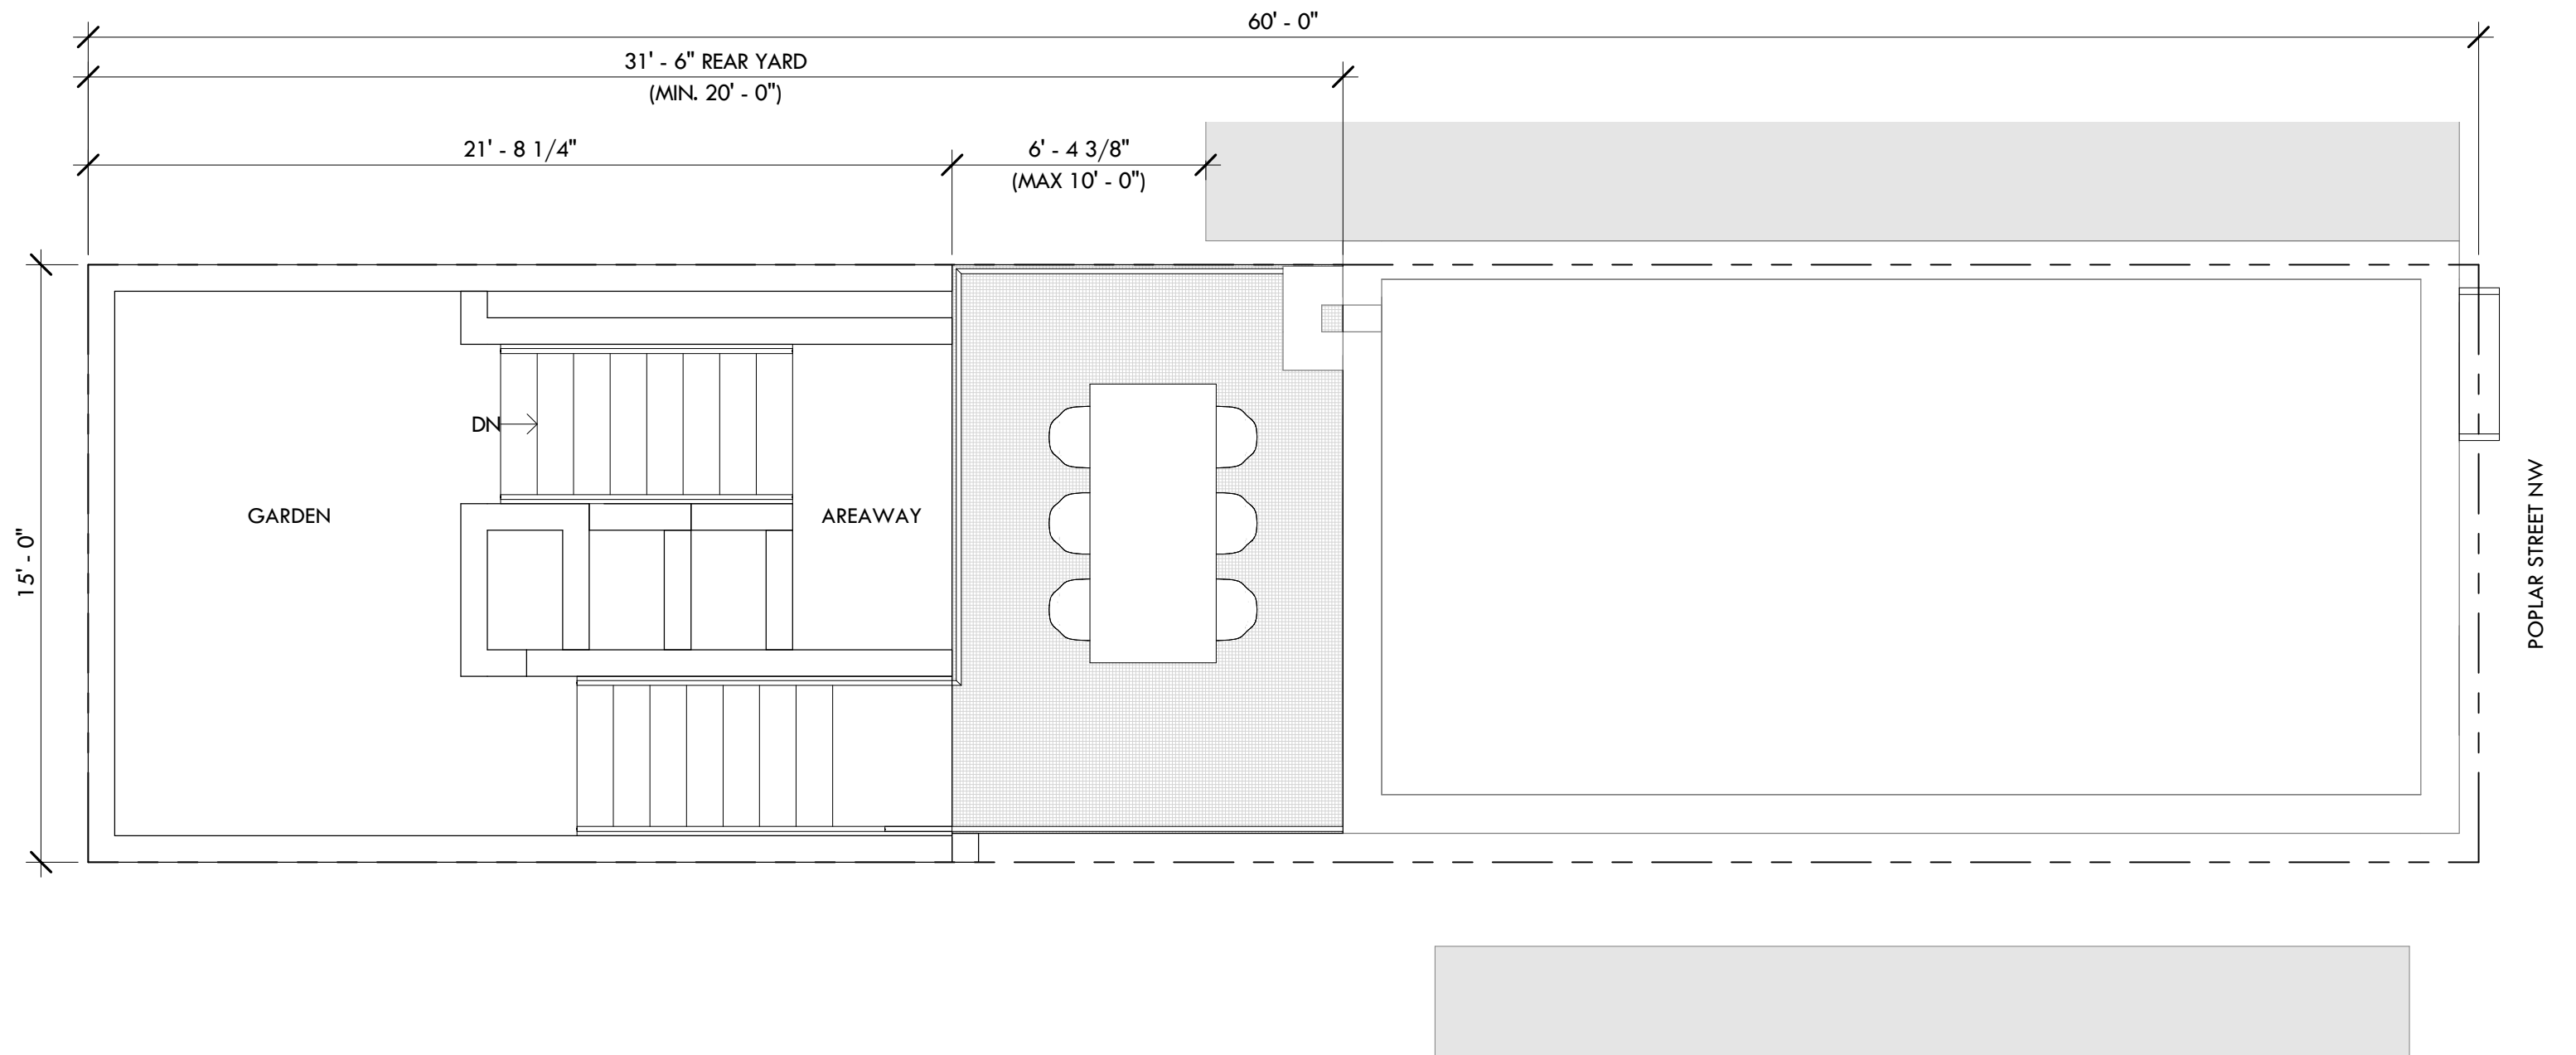 60' - 0"
31' - 6" REAR YARD
(MIN. 20' - 0")
21' - 8 1/4"
6' - 4 3/8"
(MAX 10' - 0")
DN
GARDEN
AREAWAY
15' - 0"
POPLAR STREET NW